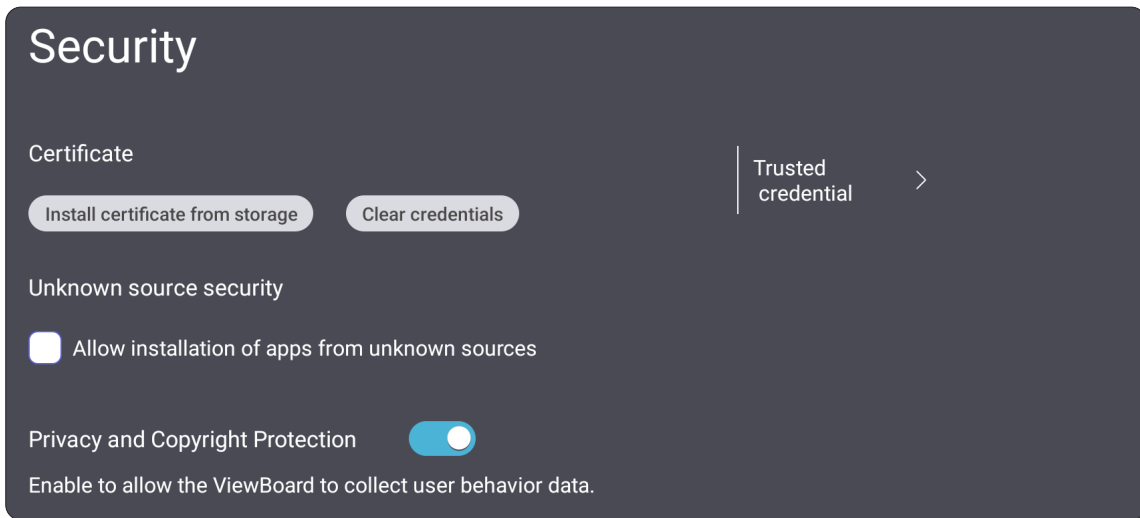 Security
Certificate
Trusted
credential
Install certificate from storage
Clear credentials
Unknown source security
Allow installation of apps from unknown sources
Privacy and Copyright Protection
Enable to allow the ViewBoard to collect user behavior data.